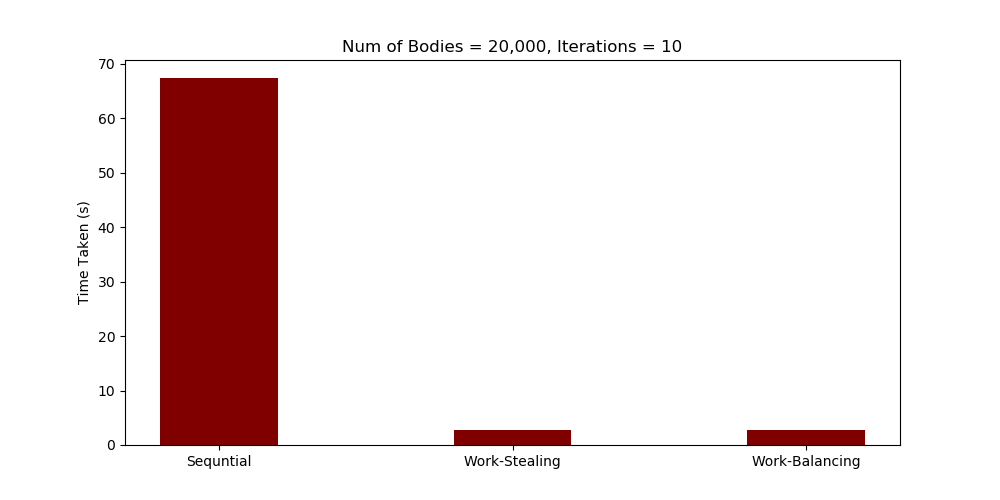 Num of Bodies = 20,000, Iterations = 10
Time Taken (s)
70
60
50
40
30
20
10
0
Sequntial
Work-Stealing
Work-Balancing